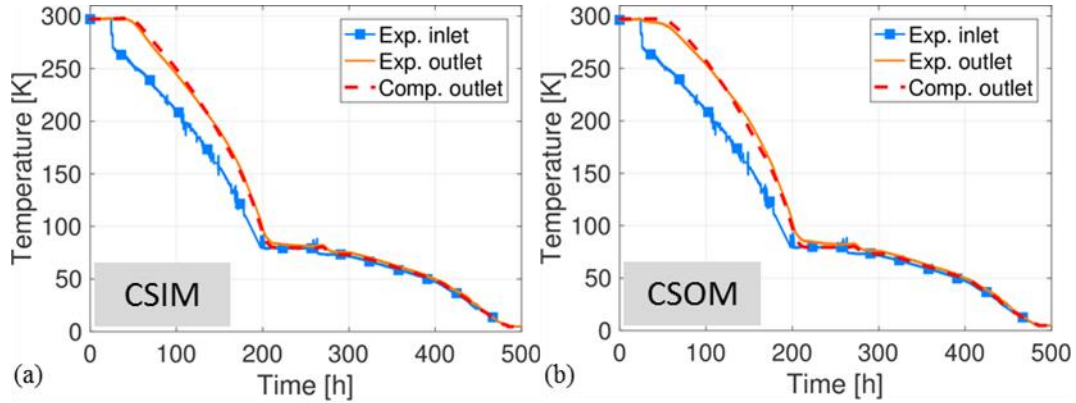 300
250
200
150
100
50
0
Temperature [K]
Exp. inlet
Exp. outlet
Comp. outlet
CSIM
0 100 200 300 400 500
Time [h]
(a)
300
250
200
150
100
50
0
Temperature [K]
Exp. inlet
Exp. outlet
Comp. outlet
CSOM
0 100 200 300 400 500
Time [h]
(b)